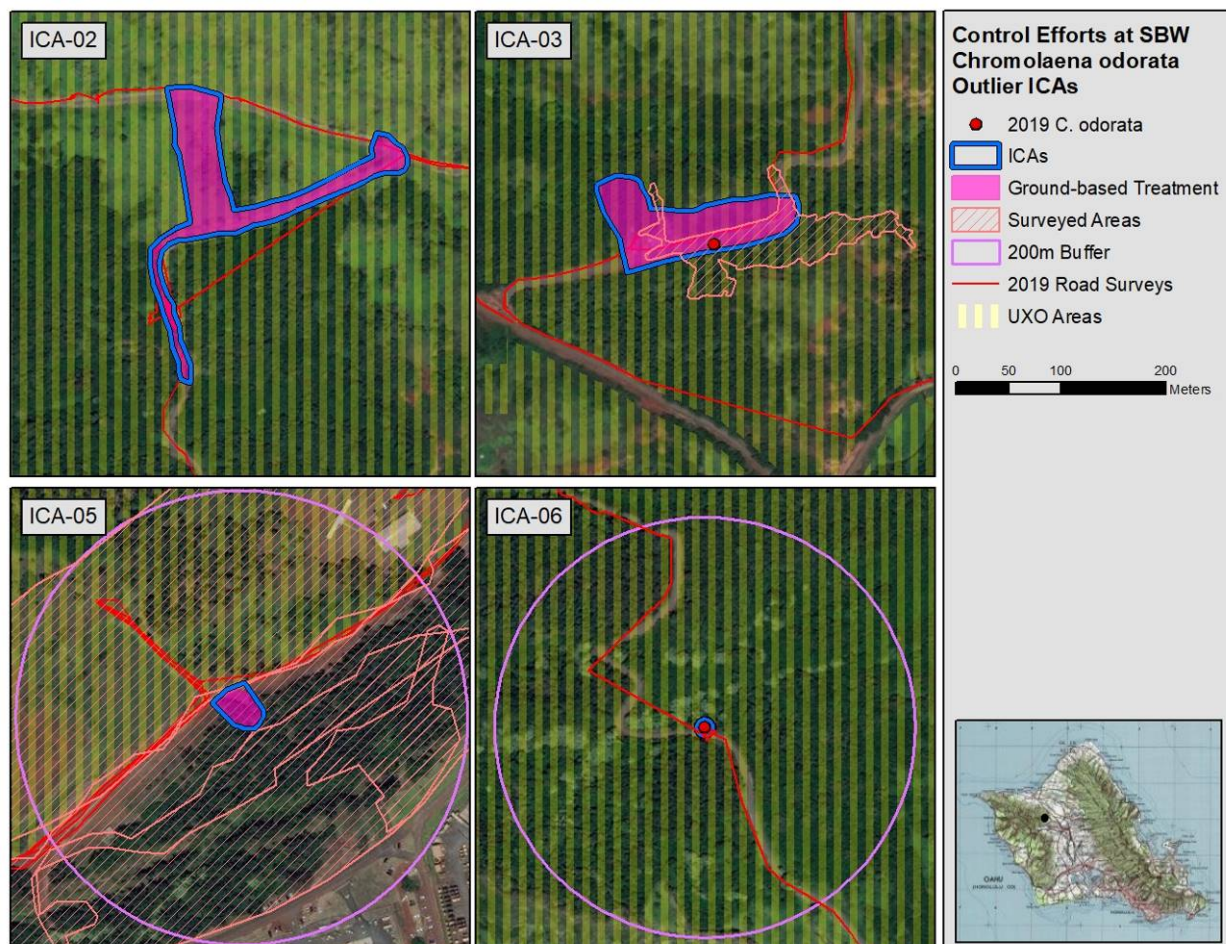 ICA-02
ICA-03
ICA-05
ICA-06
Control Efforts at SBW
Chromolaena odorata
Outlier ICAs
2019 C. odorata
ICAs
Ground-based Treatment
Surveyed Areas
200m Buffer
2019 Road Surveys
UXO Areas
0 50 100 200
Meters
OAHU